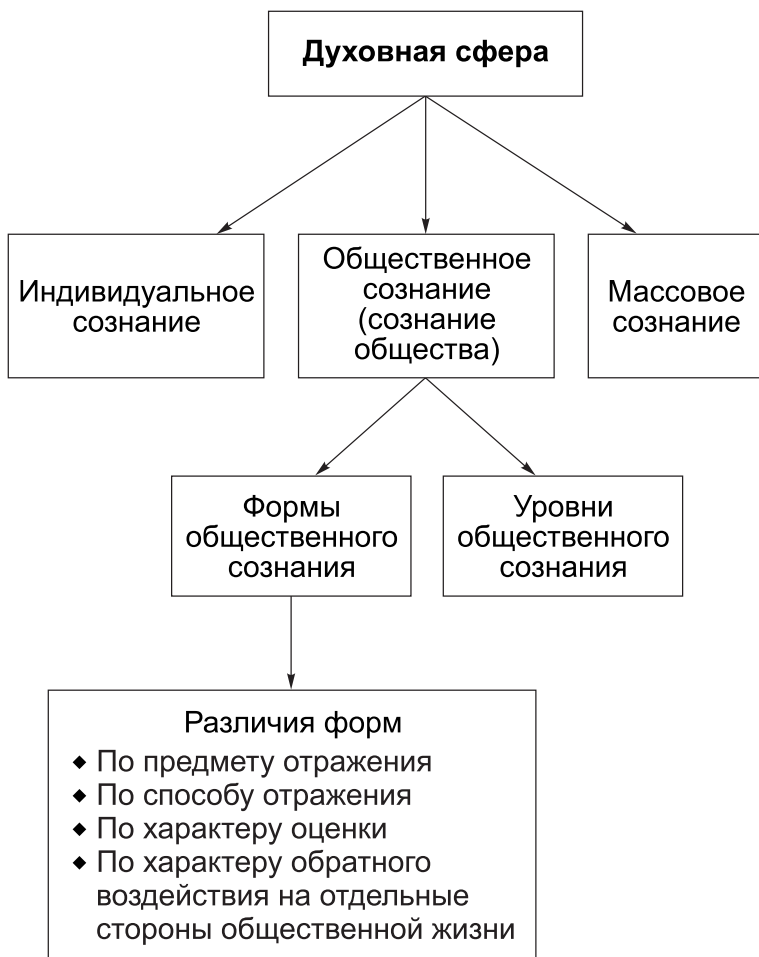 Духовная сфера
Индивидуальное
сознание
Общественное
сознание
(сознание
общества)
Массовое
сознание
Формы
общественного
сознания
Уровни
общественного
сознания
Различия форм
◆ По предмету отражения
◆ По способу отражения
◆ По характеру оценки
◆ По характеру обратного
воздействия на отдельные
стороны общественной жизни